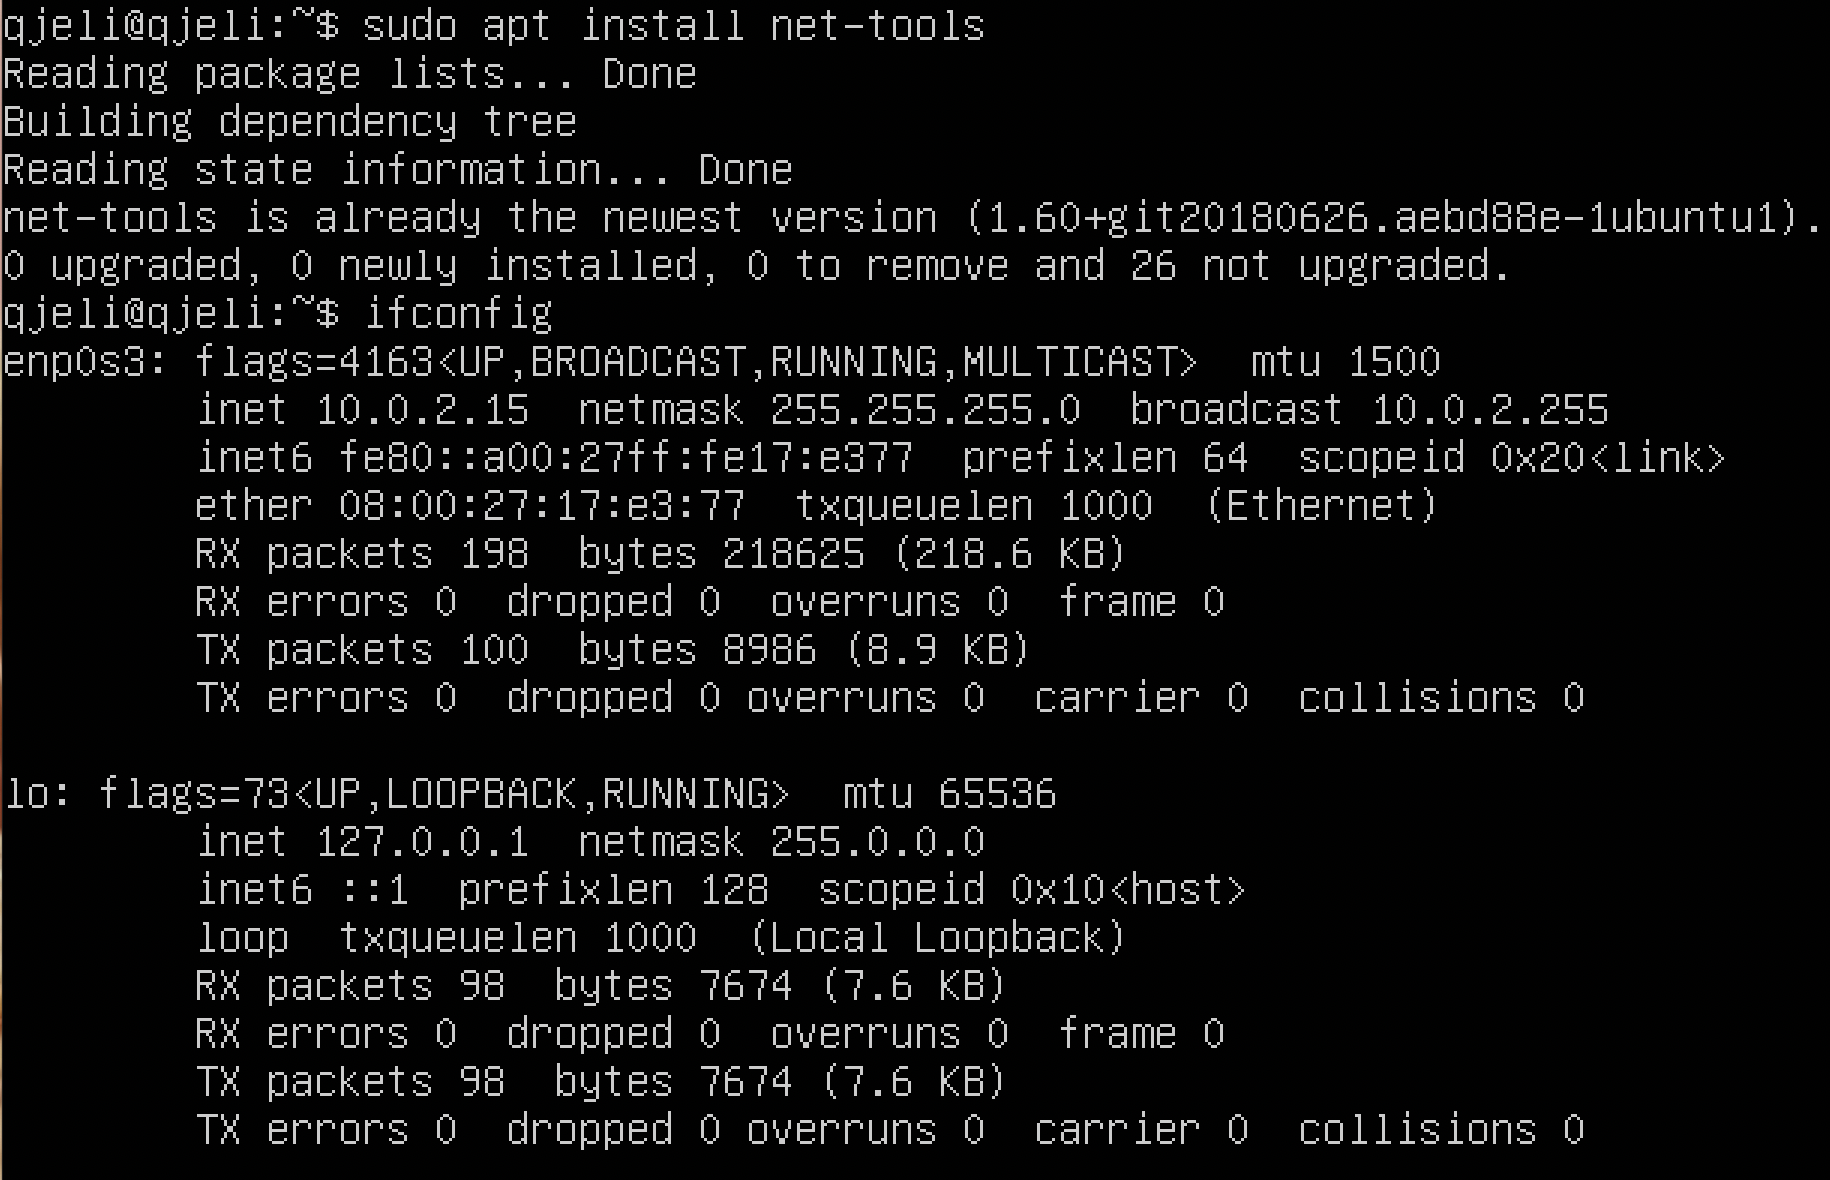 qjeli@qjeli:~$ sudo apt install net-tools
Reading package lists... Done
Building dependency tree
Reading state information... Done
net-tools is already the newest version (1.60+git20180626.aebd88e-1ubuntu1).
0 upgraded, 0 newly installed, 0 to remove and 26 not upgraded.
qjeli@qjeli:~$ ifconfig
enp0s3: flags=4163<UP,BROADCAST,RUNNING,MULTICAST>  mtu 1500
        inet 10.0.2.15  netmask 255.255.255.0  broadcast 10.0.2.255
        inet6 fe80::a00:27ff:fe17:e377  prefixlen 64  scopeid 0x20<link>
        ether 08:00:27:17:e3:77  txqueuelen 1000  (Ethernet)
        RX packets 198  bytes 218625 (218.6 KB)
        RX errors 0  dropped 0  overruns 0  frame 0
        TX packets 100  bytes 8986 (8.9 KB)
        TX errors 0  dropped 0 overruns 0  carrier 0  collisions 0

lo: flags=73<UP,LOOPBACK,RUNNING>  mtu 65536
        inet 127.0.0.1  netmask 255.0.0.0
        inet6 ::1  prefixlen 128  scopeid 0x10<host>
        loop  txqueuelen 1000  (Local Loopback)
        RX packets 98  bytes 7674 (7.6 KB)
        RX errors 0  dropped 0  overruns 0  frame 0
        TX packets 98  bytes 7674 (7.6 KB)
        TX errors 0  dropped 0 overruns 0  carrier 0  collisions 0